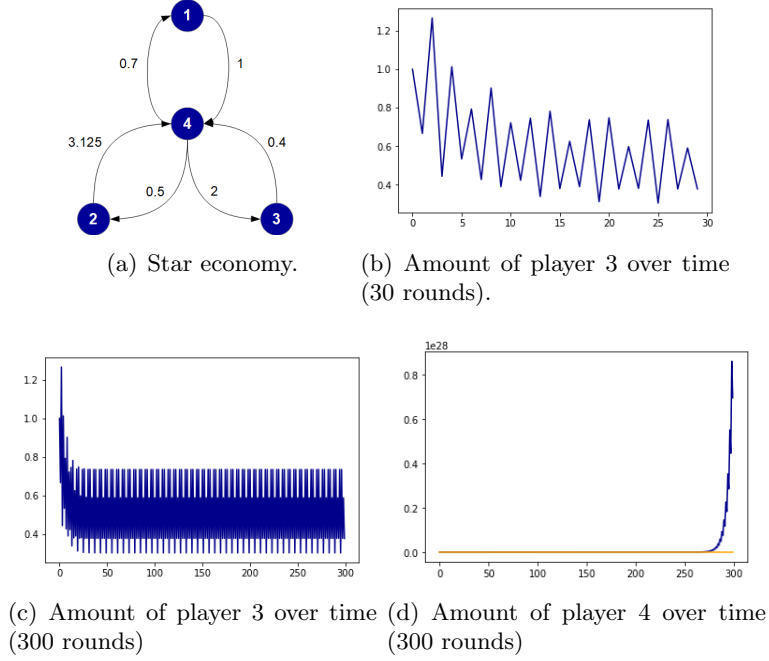 1
0.7
1
4
3.125
0.4
0.5
2
2
3
(a) Star economy.
1.2
1.0
0.8
0.6
0.4
0 5 10 15 20 25 30
(b) Amount of player 3 over time
(30 rounds).
1.2
1.0
0.8
0.6
0.4
0 50 100 150 200 250 300
(c) Amount of player 3 over time
(300 rounds)
1e28
0.8
0.6
0.4
0.2
0.0
0 50 100 150 200 250 300
(d) Amount of player 4 over time
(300 rounds)